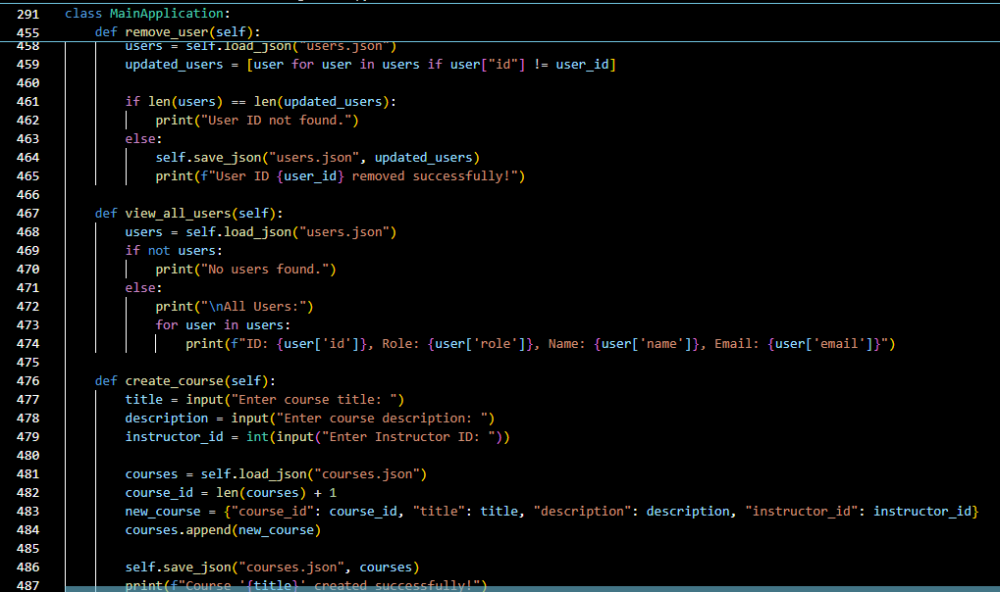 291 class MainApplication:
455     def remove_user(self):
458         users = self.load_json("users.json")
459         updated_users = [user for user in users if user["id"] != user_id]
460
461         if len(users) == len(updated_users):
462             print("User ID not found.")
463         else:
464             self.save_json("users.json", updated_users)
465             print(f"User ID {user_id} removed successfully!")
466
467     def view_all_users(self):
468         users = self.load_json("users.json")
469         if not users:
470             print("No users found.")
471         else:
472             print("\nAll Users:")
473             for user in users:
474                 print(f"ID: {user['id']}, Role: {user['role']}, Name: {user['name']}, Email: {user['email']}")
475
476     def create_course(self):
477         title = input("Enter course title: ")
478         description = input("Enter course description: ")
479         instructor_id = int(input("Enter Instructor ID: "))
480
481         courses = self.load_json("courses.json")
482         course_id = len(courses) + 1
483         new_course = {"course_id": course_id, "title": title, "description": description, "instructor_id": instructor_id}
484         courses.append(new_course)
485
486         self.save_json("courses.json", courses)
487         print(f"Course '{title}' created successfully!")